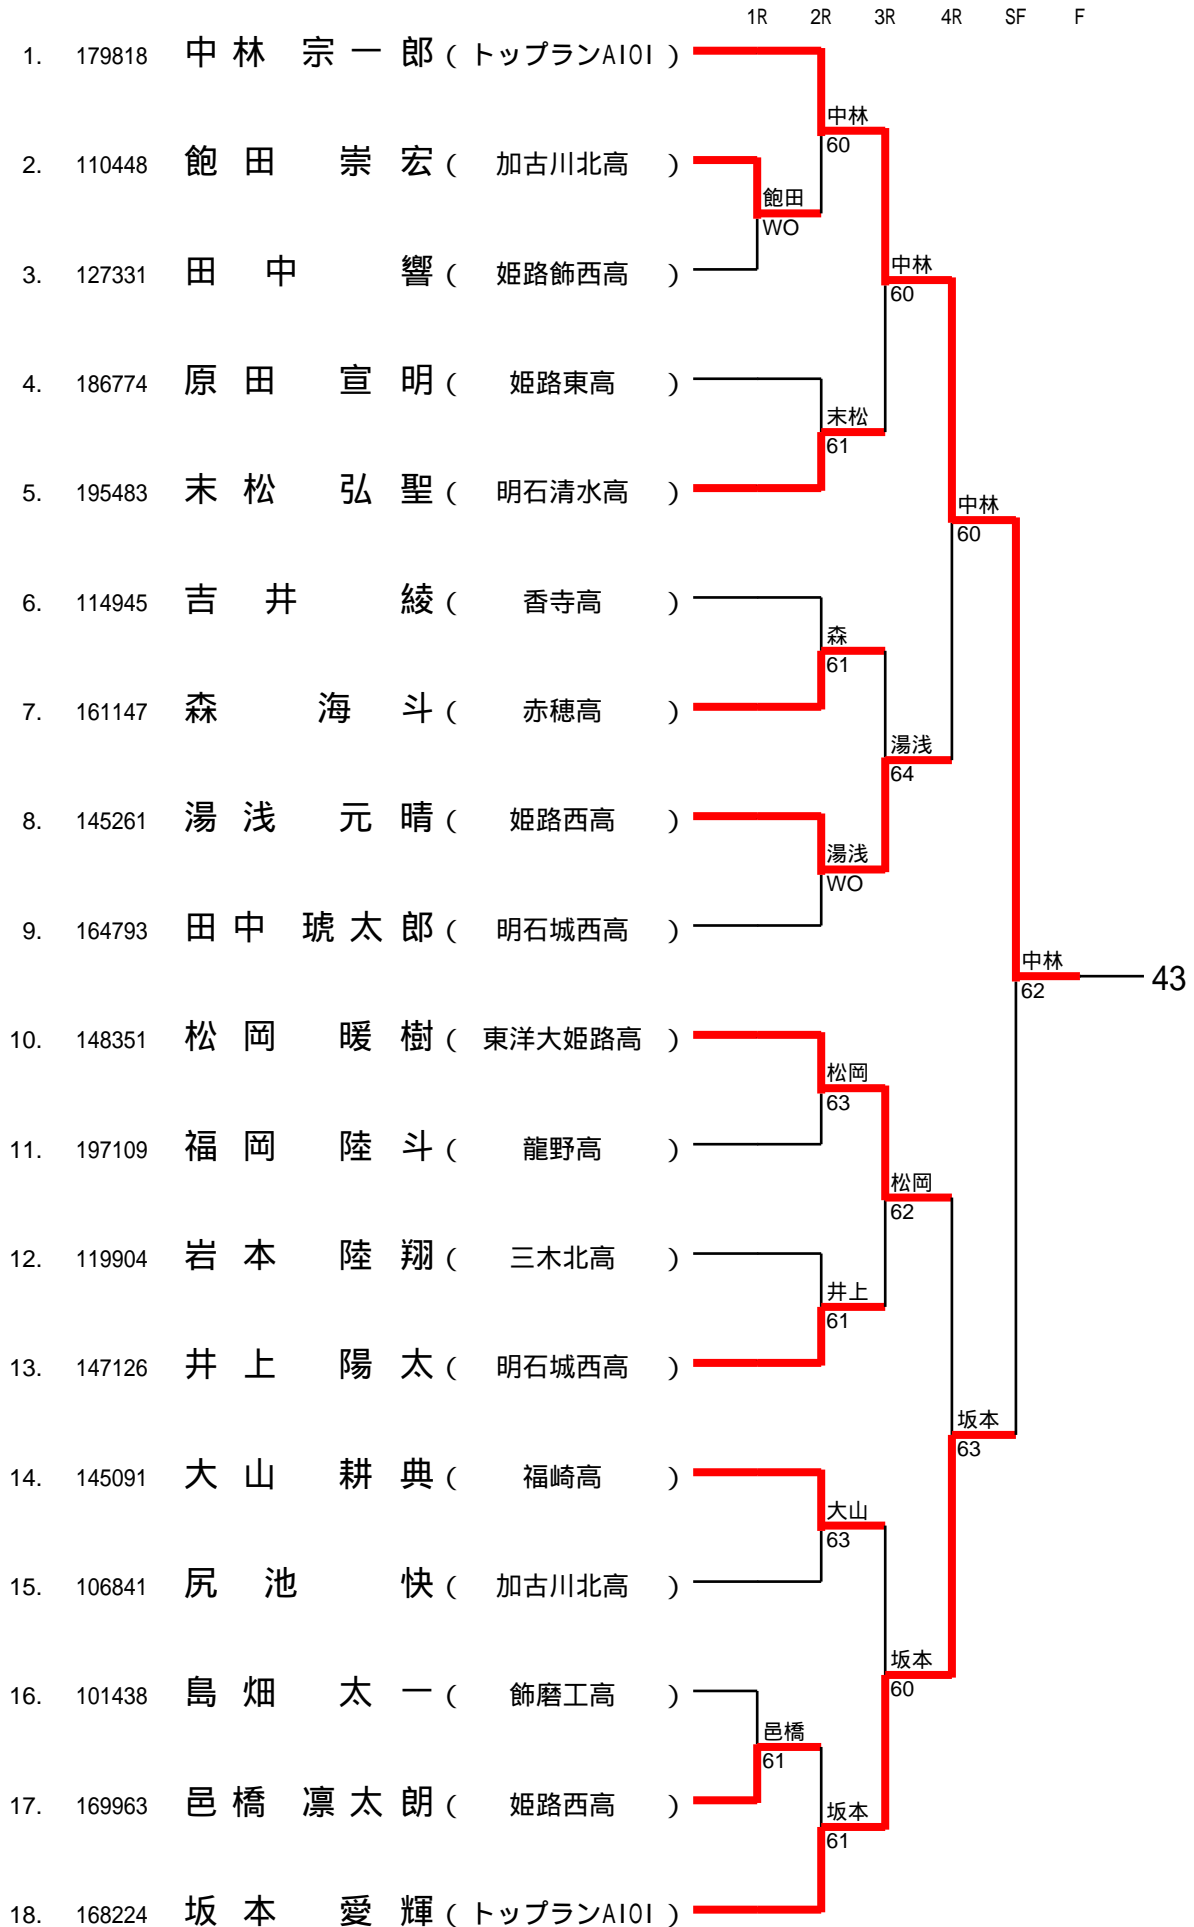 1R 2R 3R 4R SF F
1. 179818 中林 宗一郎 ( トップランAIOI )
中林
60
2. 110448 飽田 崇宏 ( 加古川北高 )
飽田
WO
3. 127331 田中 響 ( 姫路飾西高 )
中林
60
4. 186774 原田 宣明 ( 姫路東高 )
末松
61
5. 195483 末松 弘聖 ( 明石清水高 )
中林
60
6. 114945 吉井 綾 ( 香寺高 )
森
61
7. 161147 森 海斗 ( 赤穂高 )
湯浅
64
8. 145261 湯浅 元晴 ( 姫路西高 )
湯浅
WO
9. 164793 田中 琥太郎 ( 明石城西高 )
中林
62
43
10. 148351 松岡 暖樹 ( 東洋大姫路高 )
松岡
63
11. 197109 福岡 陸斗 ( 龍野高 )
松岡
62
12. 119904 岩本 陸翔 ( 三木北高 )
井上
61
13. 147126 井上 陽太 ( 明石城西高 )
坂本
63
14. 145091 大山 耕典 ( 福崎高 )
大山
63
15. 106841 尻池 快 ( 加古川北高 )
坂本
60
16. 101438 島畑 太一 ( 飾磨工高 )
邑橋
61
17. 169963 邑橋 凛太朗 ( 姫路西高 )
坂本
61
18. 168224 坂本 愛輝 ( トップランAIOI )